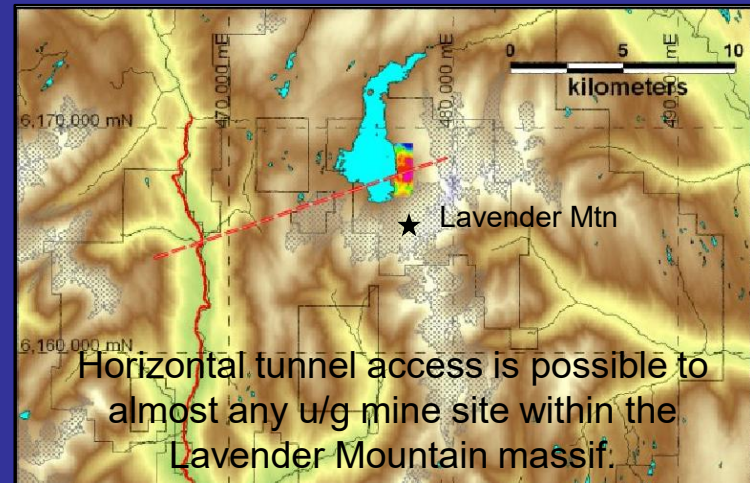 0 5 10
kilometers
470,000 mE
480,000 mE
490,000 mE
6,170,000 mN
Lavender Mtn
6,160,000 mN
Horizontal tunnel access is possible to
almost any u/g mine site within the
Lavender Mountain massif.